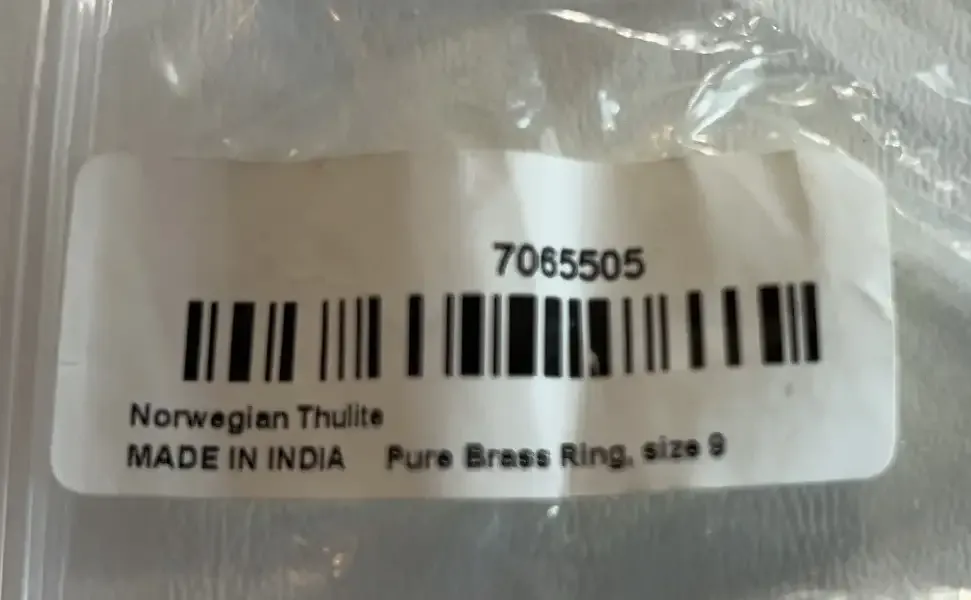 7065505
Norwegian Thulite
MADE IN INDIA Pure Brass Ring, size 9